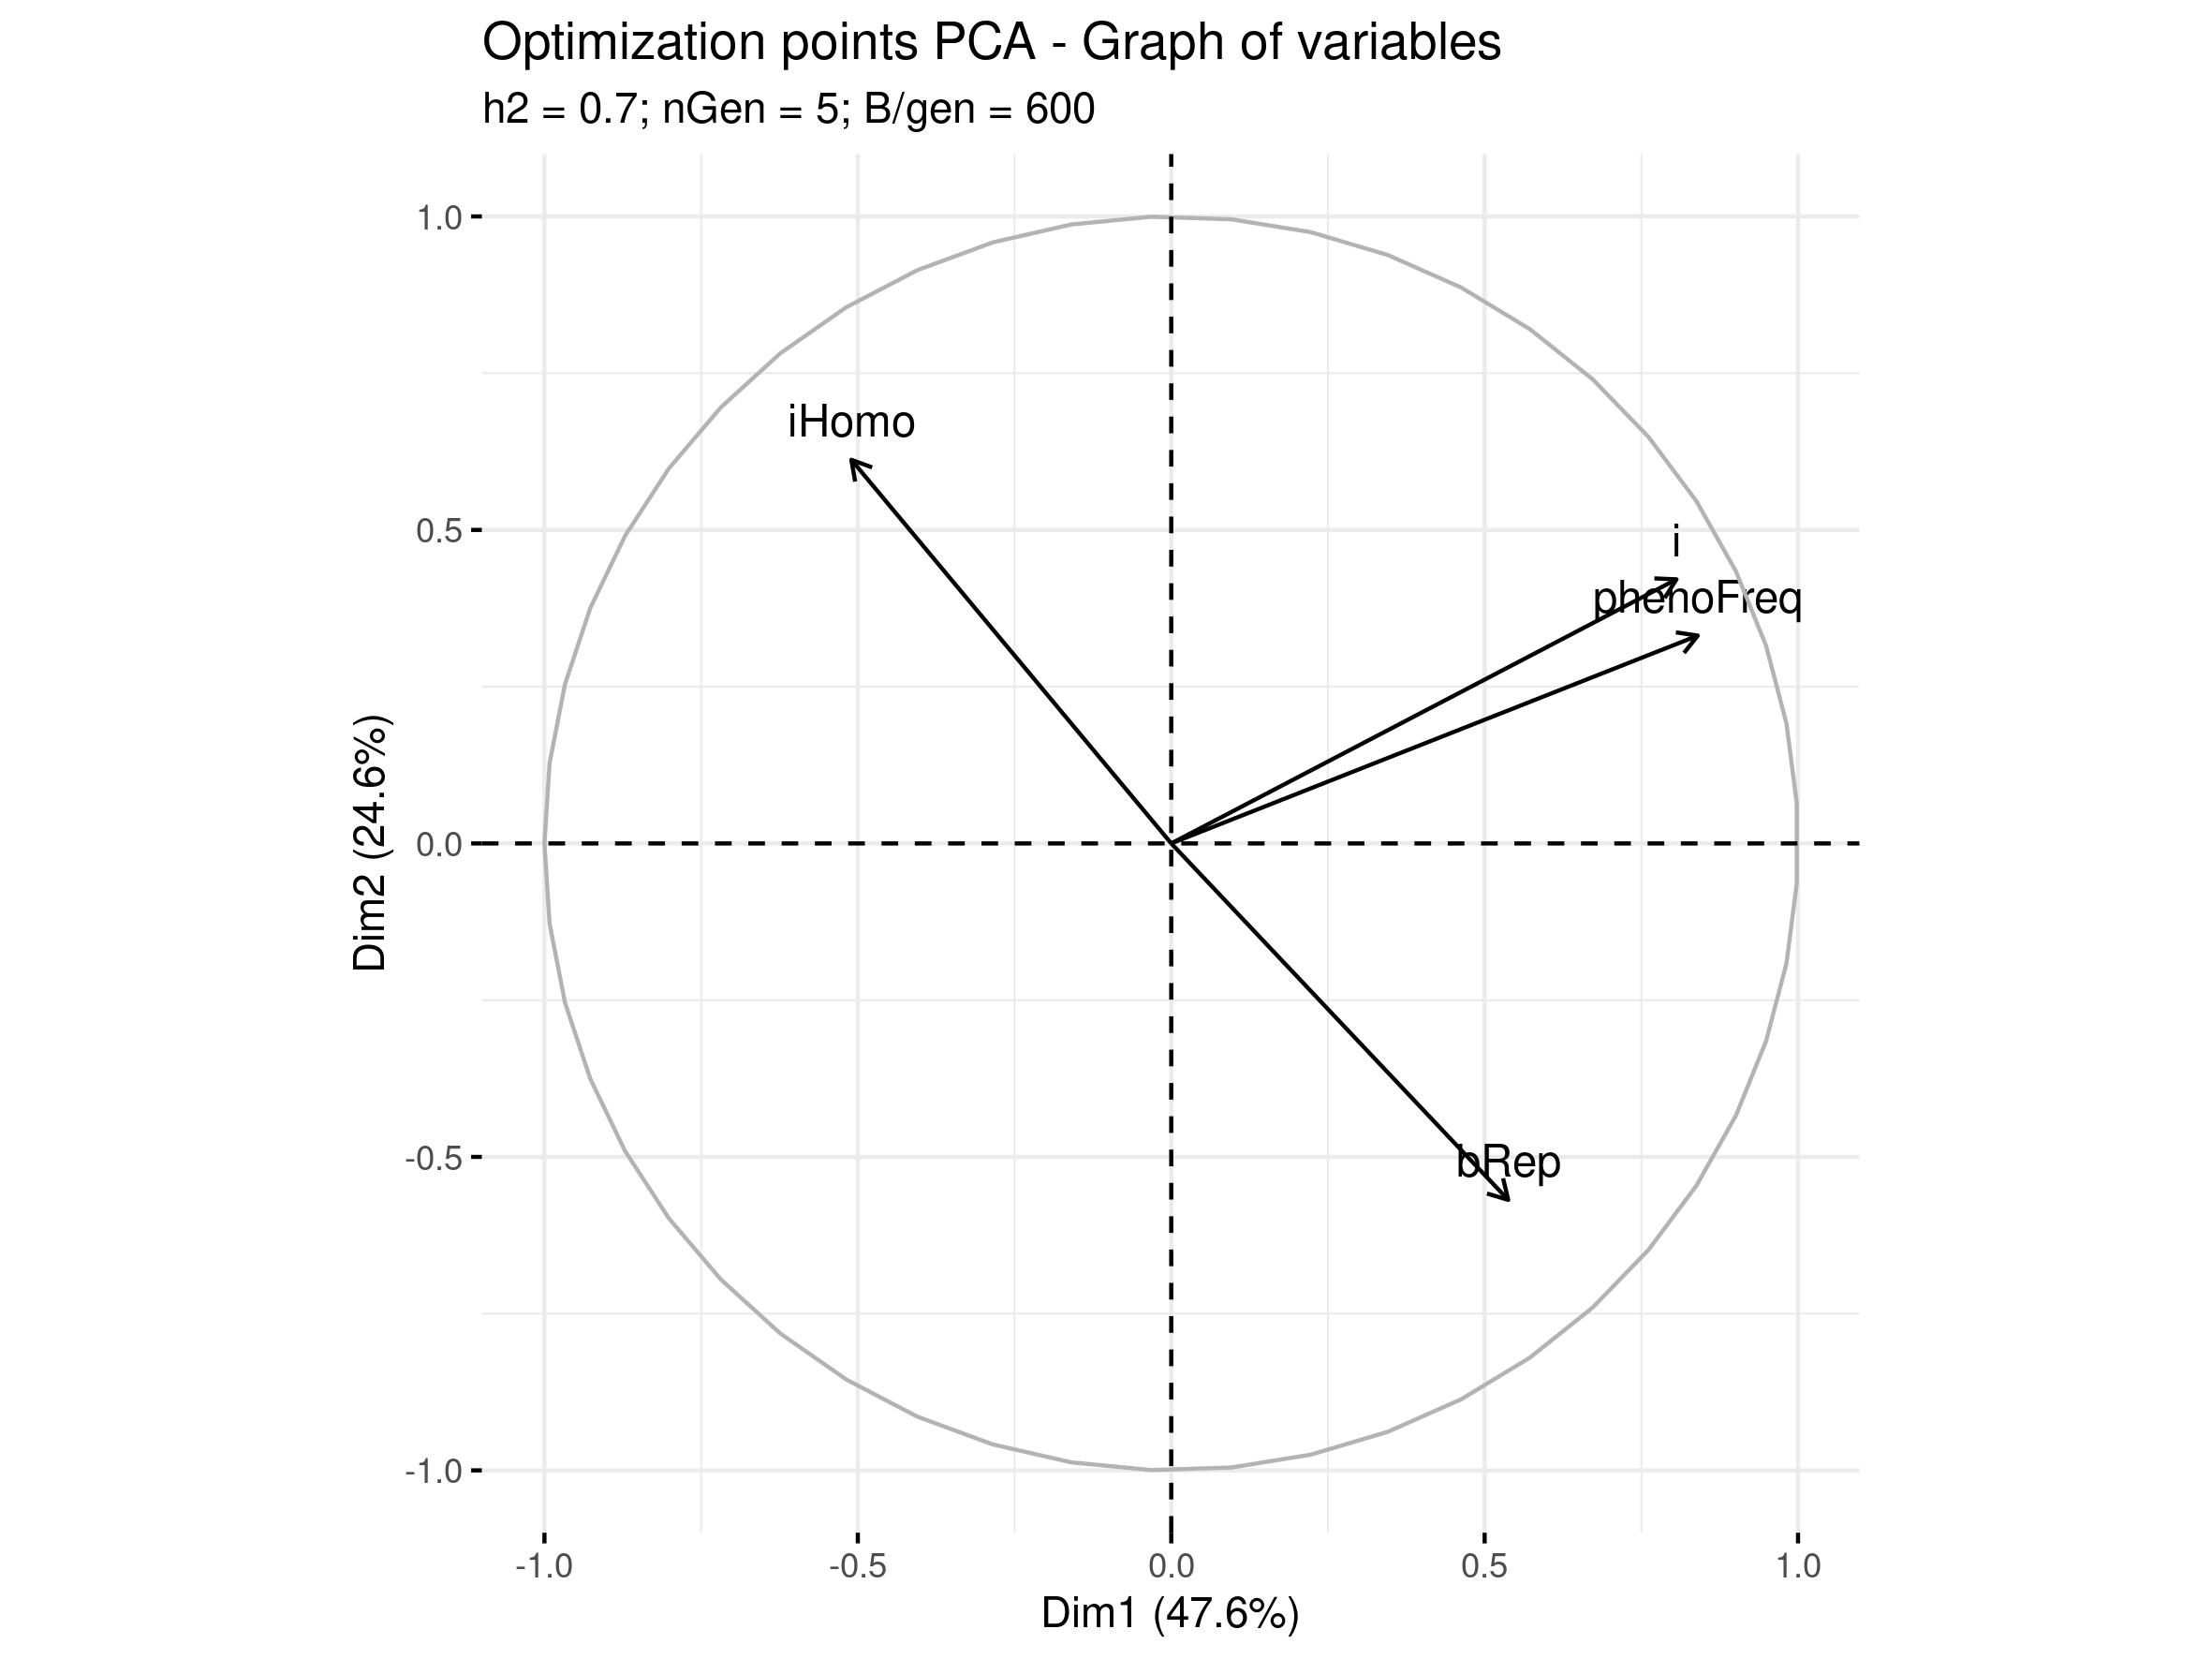 Optimization points PCA - Graph of variables
h2 = 0.7; nGen = 5; B/gen = 600
1.0
0.5
0.0
-0.5
-1.0
Dim2 (24.6%)
iHomo
i
phenoFreq
bRep
-1.0
-0.5
0.0
0.5
1.0
Dim1 (47.6%)